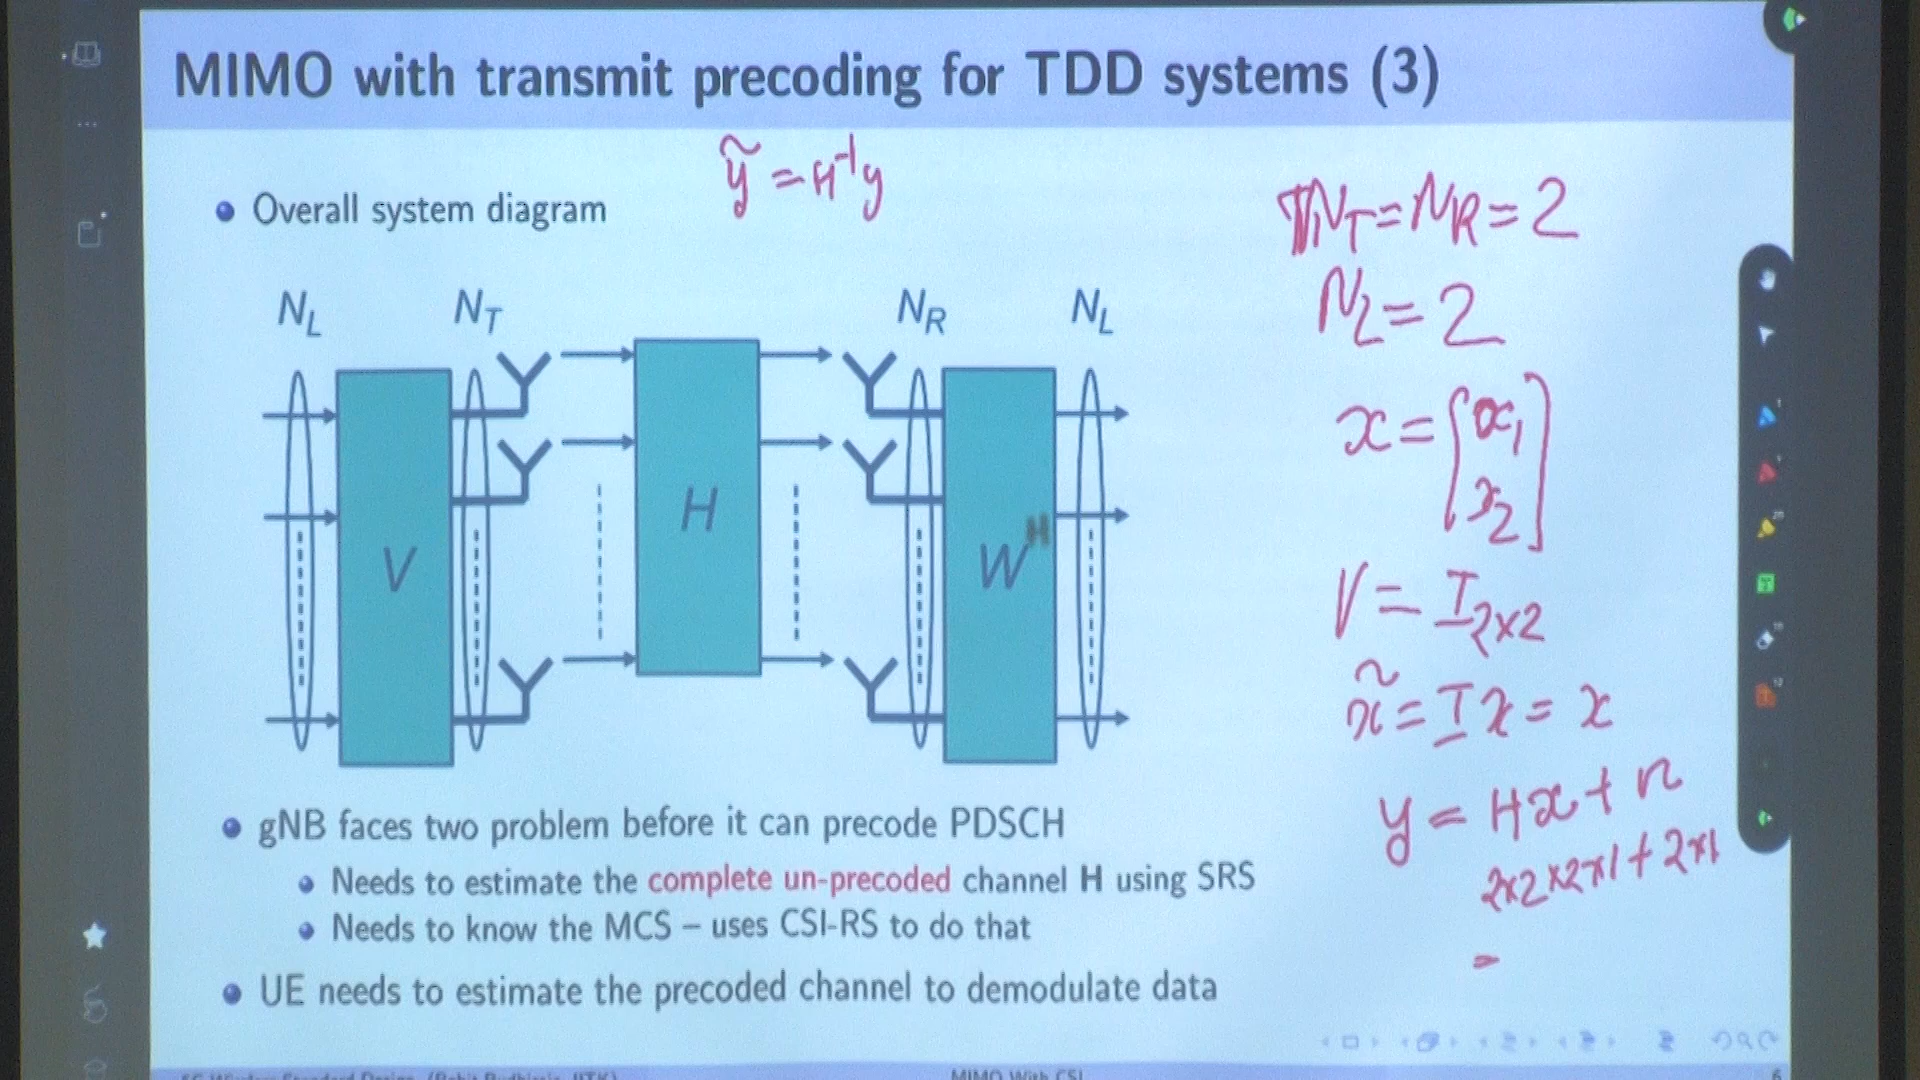 MIMO with transmit precoding for TDD systems (3)
ỹ = H⁻¹y
• Overall system diagram
N_T = N_R = 2
N_L = 2
N_L N_T N_R N_L
V H W^H
x = [x₁
x₂]
V = I_2×2
x̃ = I x = x
y = Hx + n
2×2 × 2×1 + 2×1
=
• gNB faces two problem before it can precode PDSCH
• Needs to estimate the complete un-precoded channel H using SRS
• Needs to know the MCS – uses CSI-RS to do that
• UE needs to estimate the precoded channel to demodulate data
MIMO With CSI
6